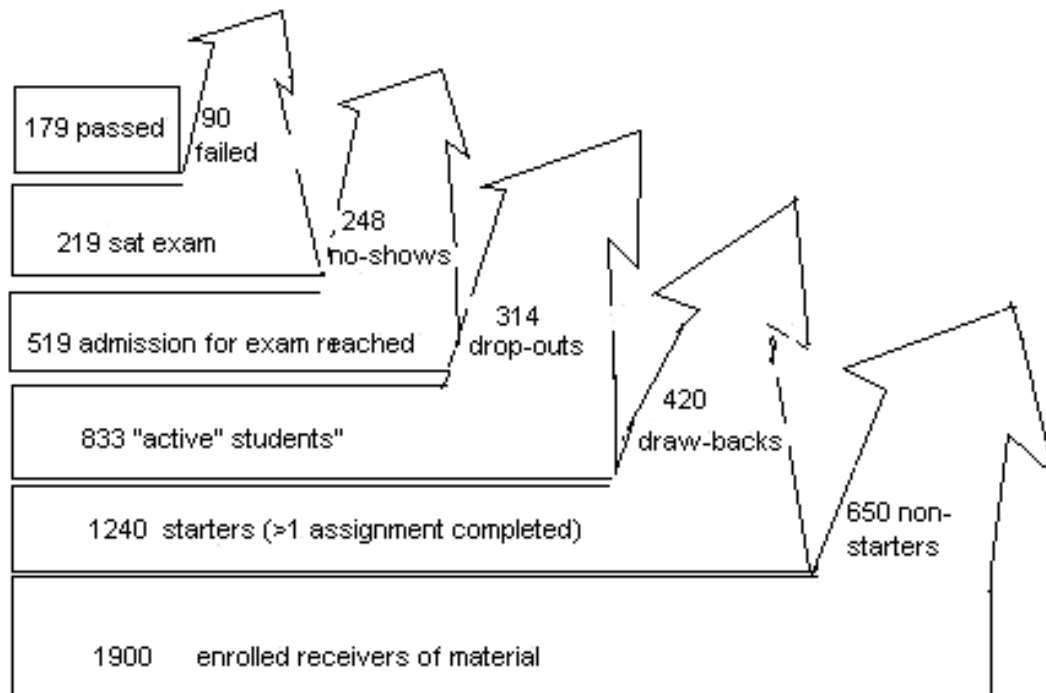 179 passed
90
failed
219 sat exam
248
no-shows
519 admission for exam reached
314
drop-outs
833 "active" students"
420
draw-backs
1240 starters (>1 assignment completed)
650 non-
starters
1900 enrolled receivers of material